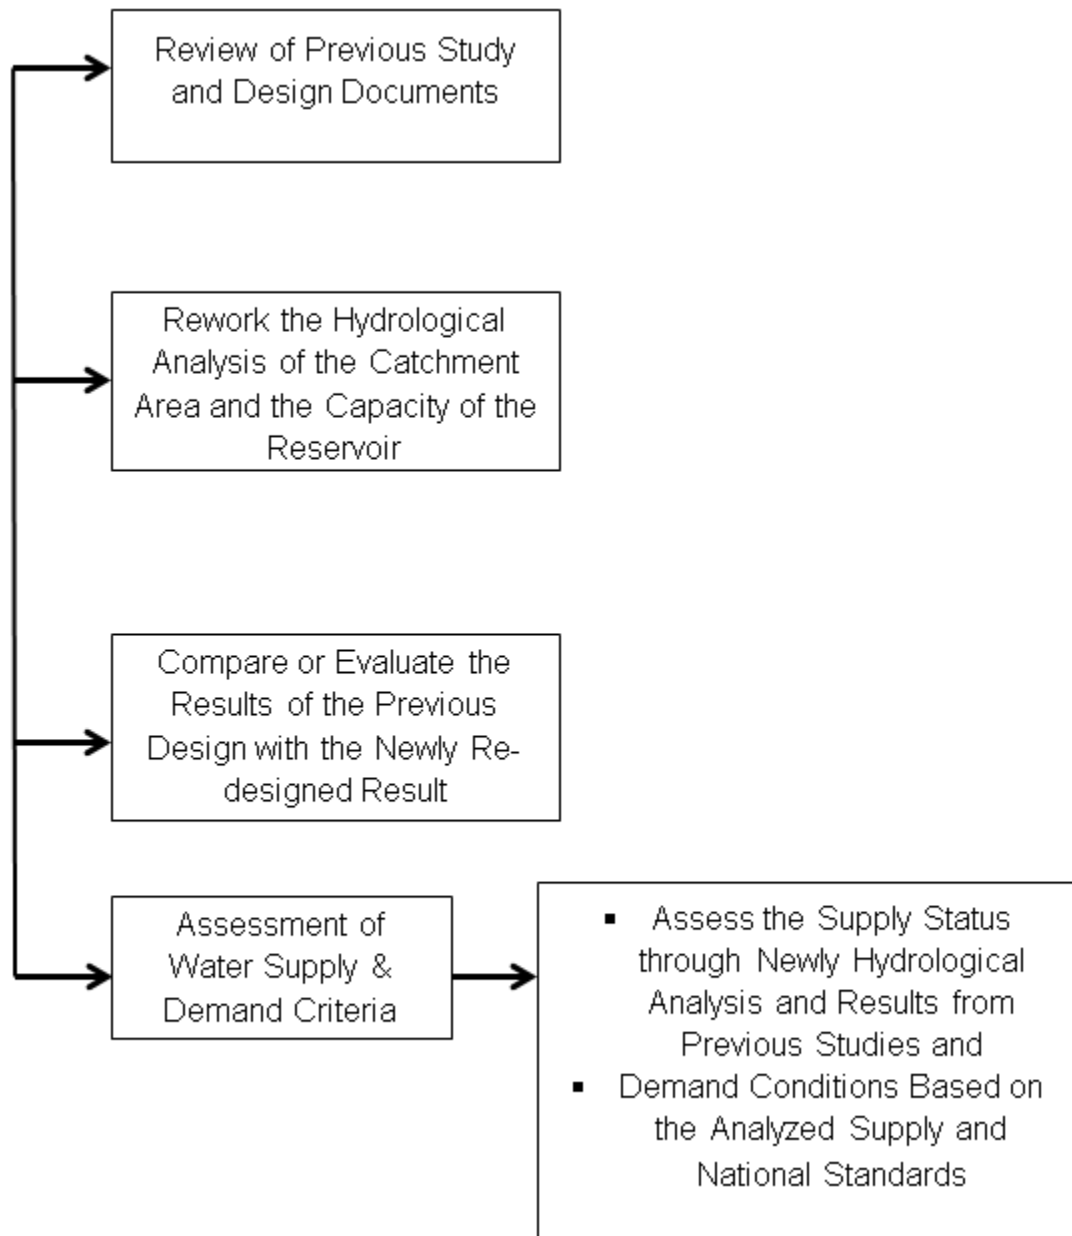 Review of Previous Study
and Design Documents
Rework the Hydrological
Analysis of the Catchment
Area and the Capacity of the
Reservoir
Compare or Evaluate the
Results of the Previous
Design with the Newly Re-
designed Result
Assessment of
Water Supply &
Demand Criteria
▪ Assess the Supply Status
through Newly Hydrological
Analysis and Results from
Previous Studies and
▪ Demand Conditions Based on
the Analyzed Supply and
National Standards